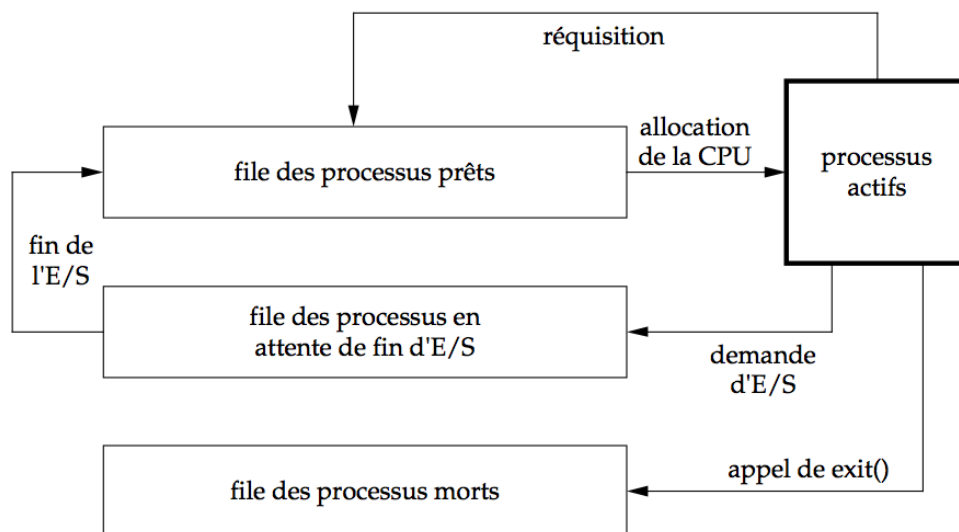 réquisition
allocation
de la CPU
file des processus prêts
processus
actifs
fin de
l'E/S
file des processus en
attente de fin d'E/S
demande
d'E/S
file des processus morts
appel de exit()